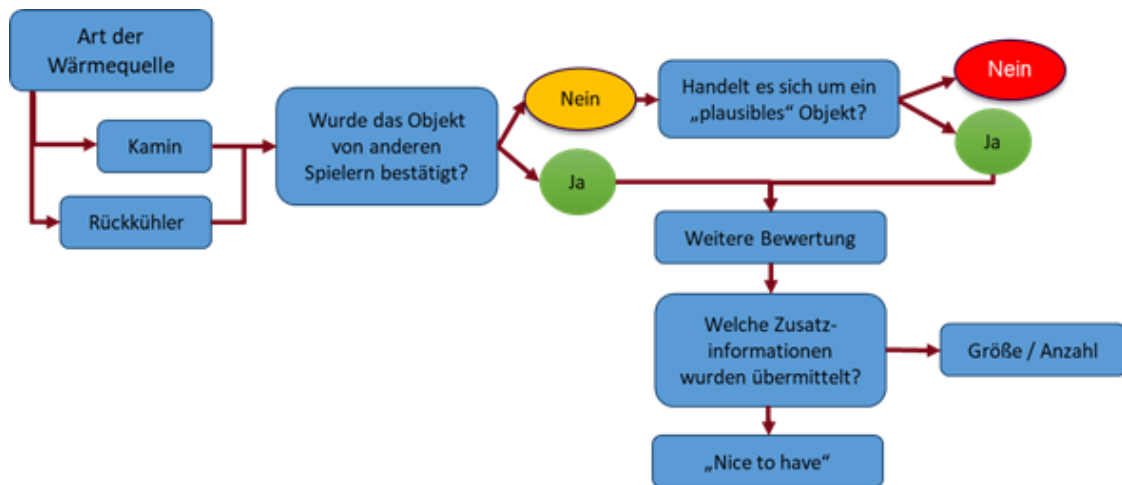 Art der
Wärmequelle
Kamin
Rückkühler
Wurde das Objekt
von anderen
Spielern bestätigt?
Nein
Ja
Handelt es sich um ein
„plausibles“ Objekt?
Nein
Ja
Weitere Bewertung
Welche Zusatz-
informationen
wurden übermittelt?
Größe / Anzahl
„Nice to have“